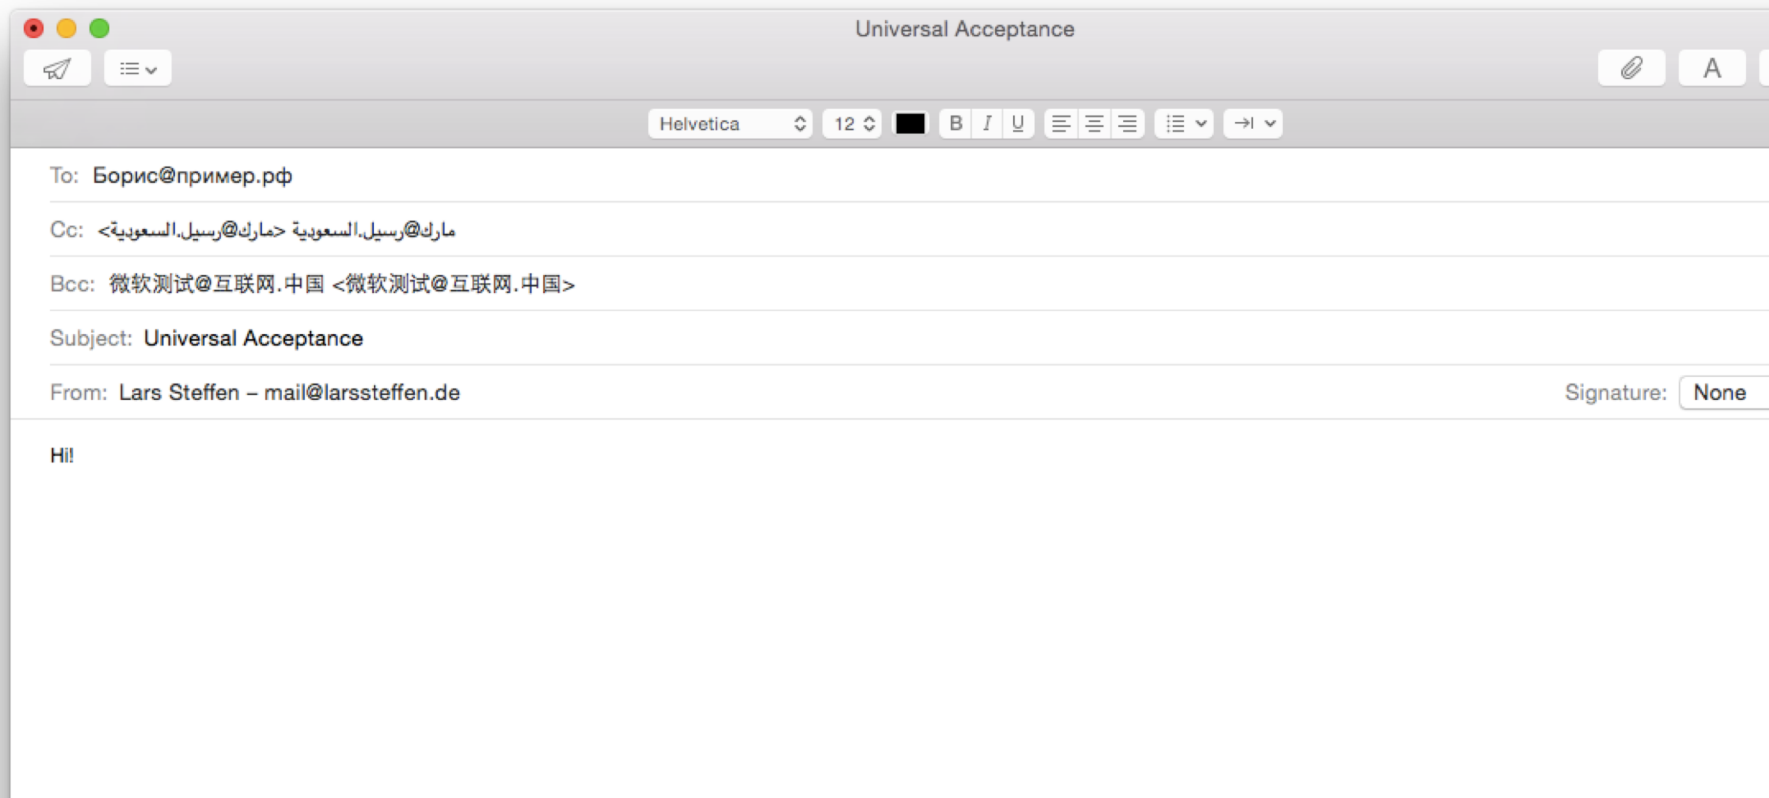 Universal Acceptance
A
Helvetica 12 B I U
To: Борис@пример.рф
Cc: مارك@رسيل.السعودية <مارك@رسيل.السعودية>
Bcc: 微软测试@互联网.中国 <微软测试@互联网.中国>
Subject: Universal Acceptance
From: Lars Steffen – mail@larssteffen.de Signature: None
Hi!